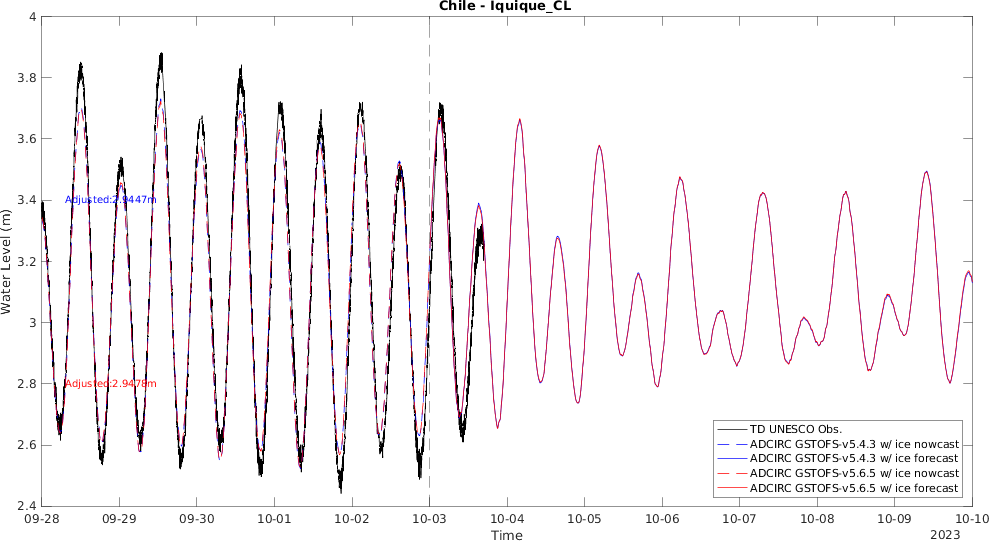 Chile - Iquique_CL
Water Level (m)
4
3.8
3.6
3.4
3.2
3
2.8
2.6
2.4
Adjusted:2.9447m
Adjusted:2.9478m
TD UNESCO Obs.
ADCIRC GSTOFS-v5.4.3 w/ ice nowcast
ADCIRC GSTOFS-v5.4.3 w/ ice forecast
ADCIRC GSTOFS-v5.6.5 w/ ice nowcast
ADCIRC GSTOFS-v5.6.5 w/ ice forecast
09-28 09-29 09-30 10-01 10-02 10-03 10-04 10-05 10-06 10-07 10-08 10-09 10-10
Time
2023